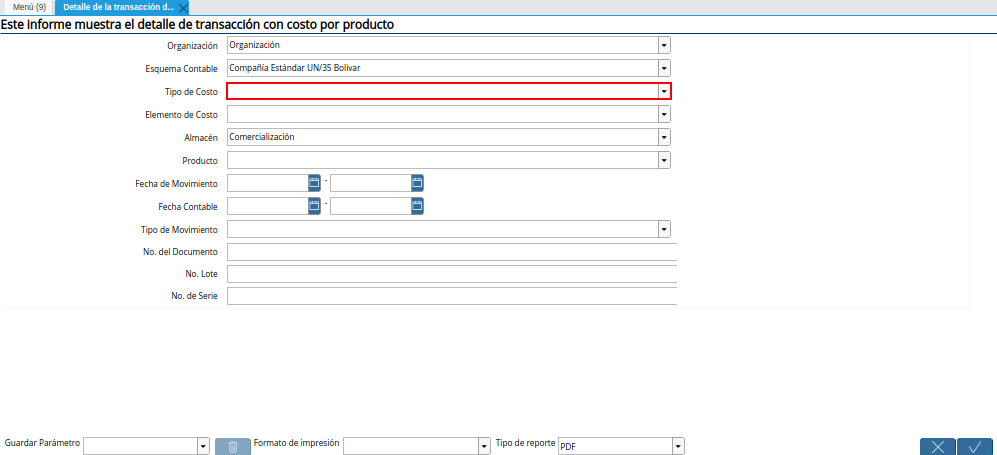 Menú (9)
Detalle de la transacción d...
Este informe muestra el detalle de transacción con costo por producto
Organización
Organización
Esquema Contable
Compañía Estándar UN/35 Bolivar
Tipo de Costo
Elemento de Costo
Almacén
Comercialización
Producto
Fecha de Movimiento
-
Fecha Contable
-
Tipo de Movimiento
No. del Documento
No. Lote
No. de Serie
Guardar Parámetro
Formato de impresión
Tipo de reporte
PDF